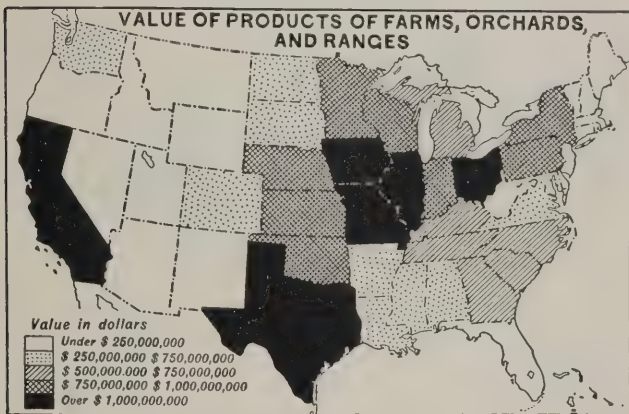 VALUE OF PRODUCTS OF FARMS, ORCHARDS,
AND RANGES
Value in dollars
Under $ 250,000,000
$ 250,000,000 $ 750,000,000
$ 500,000,000 $ 750,000,000
$ 750,000,000 $ 1,000,000,000
Over $ 1,000,000,000